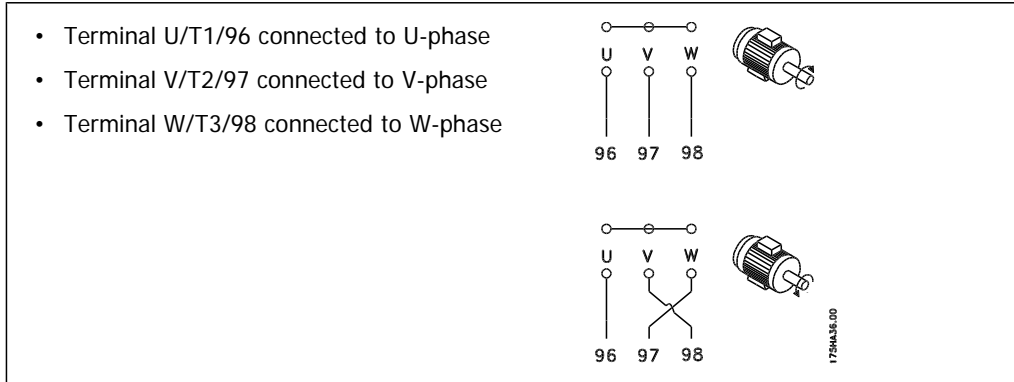 • Terminal U/T1/96 connected to U-phase
• Terminal V/T2/97 connected to V-phase
• Terminal W/T3/98 connected to W-phase
U V W
96 97 98
U V W
96 97 98
175HA36.00